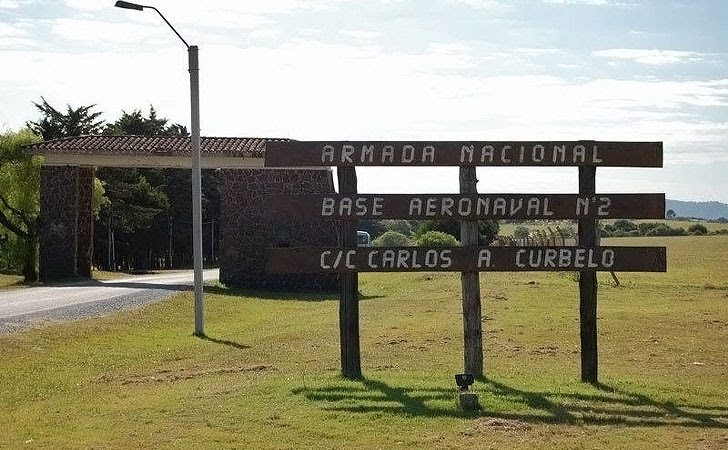 ARMADA NACIONAL
BASE AERONAVAL Nº2
C/C CARLOS A. CURBELO